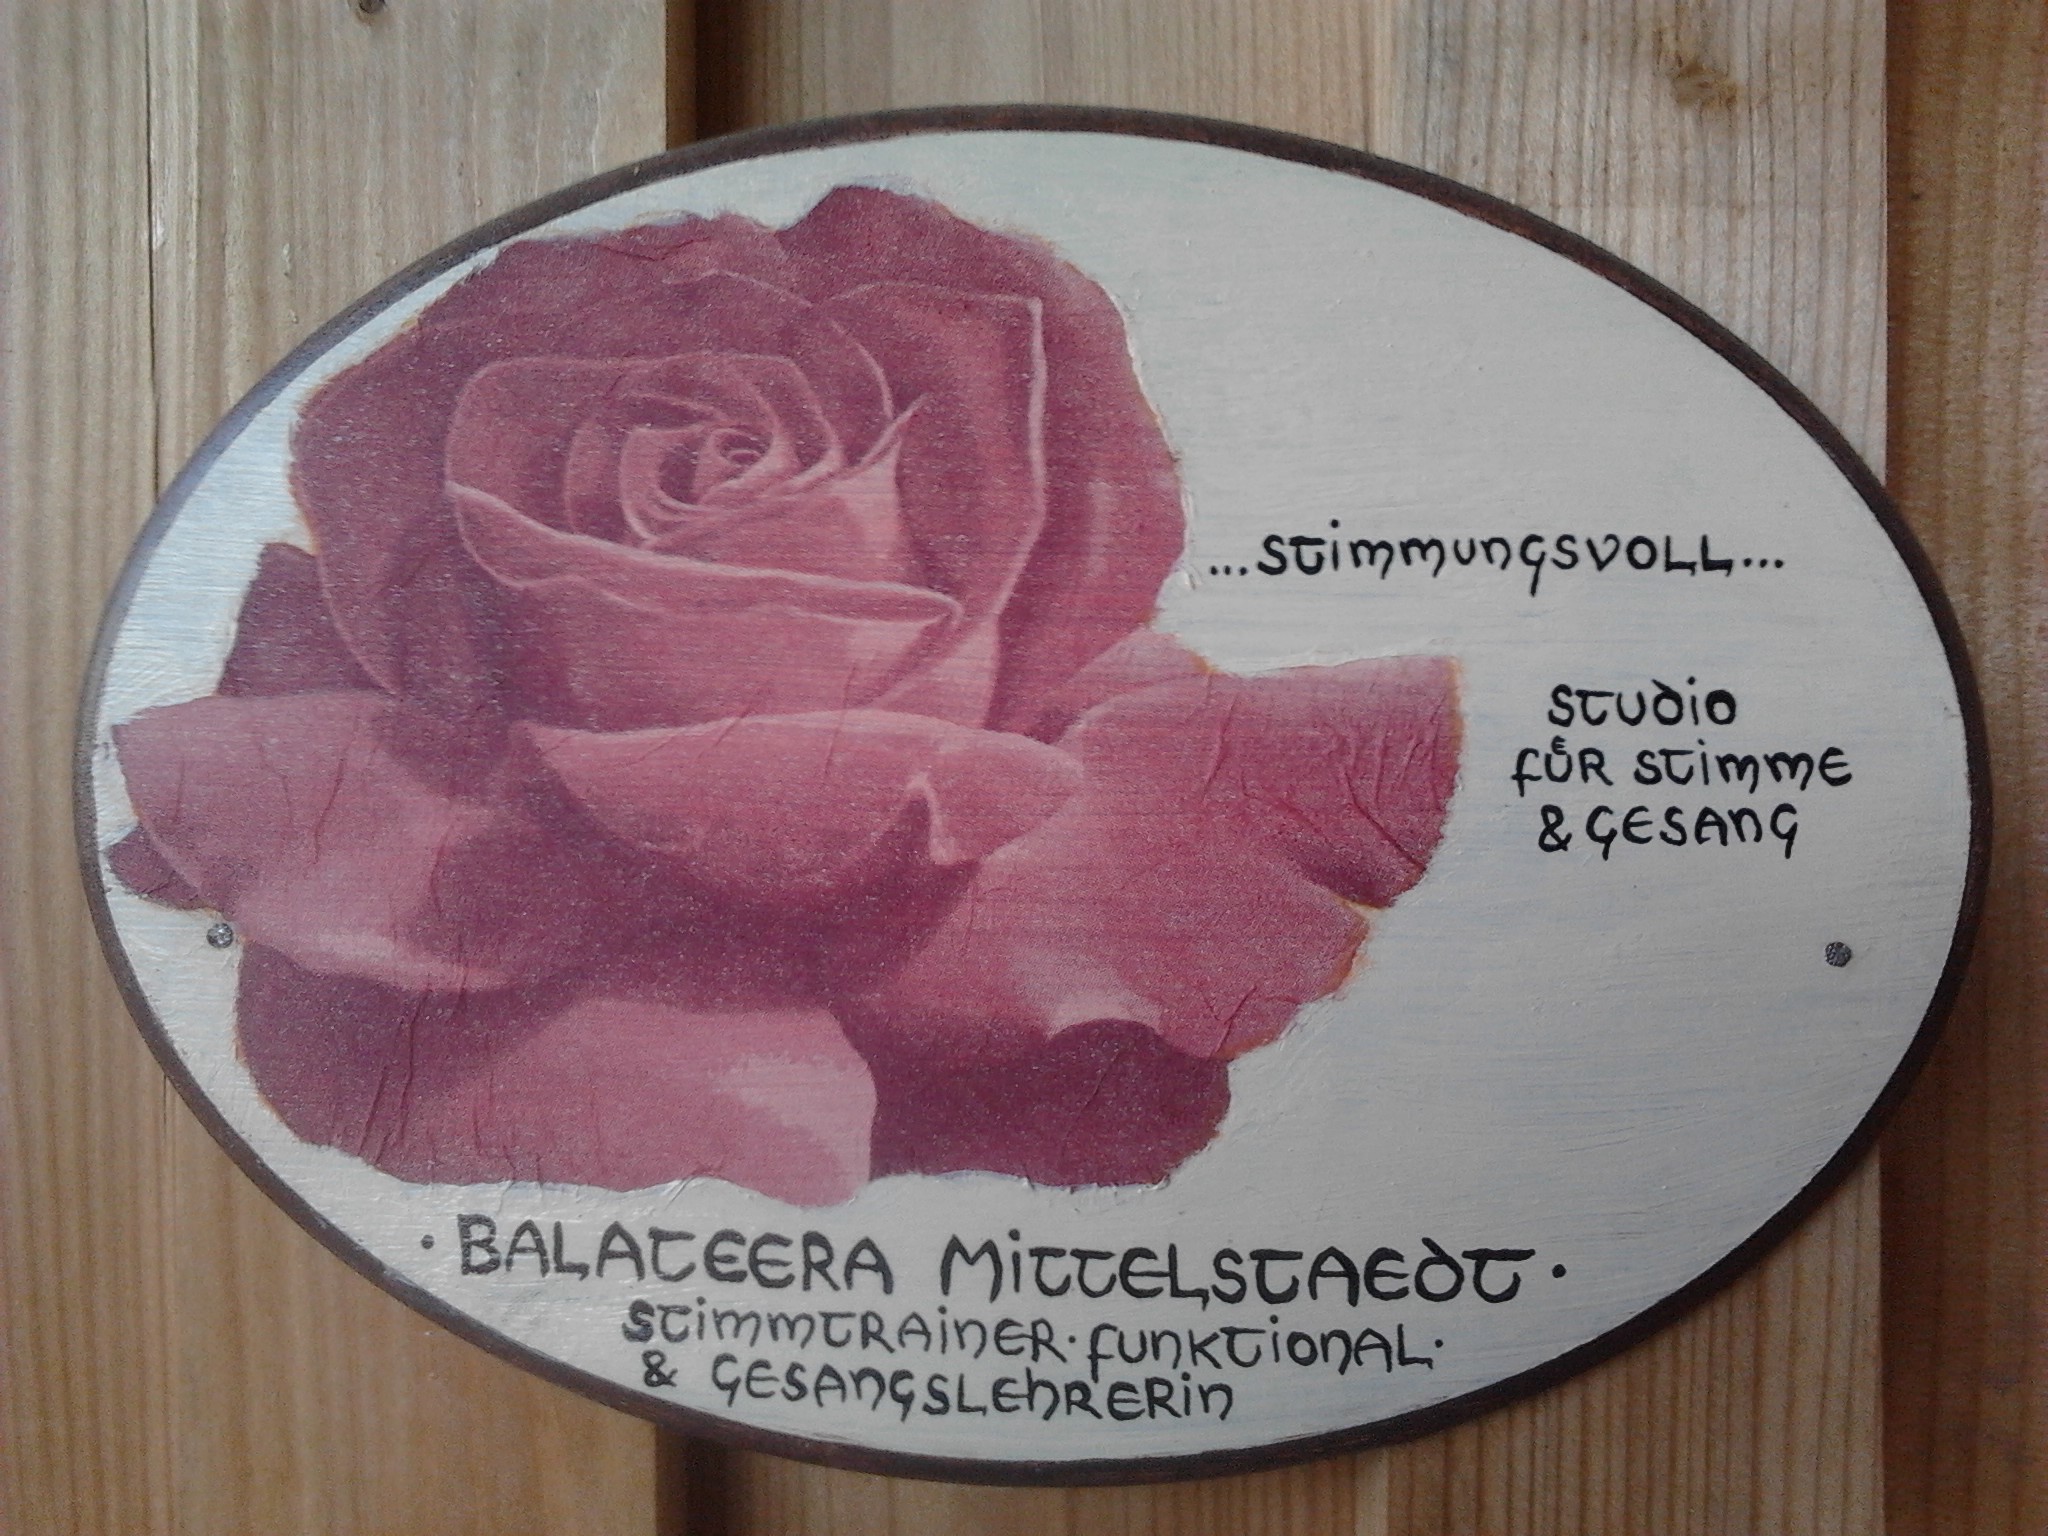 ...stimmungsvoll...
Studio
für Stimme
& Gesang
· BALATEERA MITTELSTAEDT ·
Stimmtrainer · funktional ·
& Gesangslehrerin